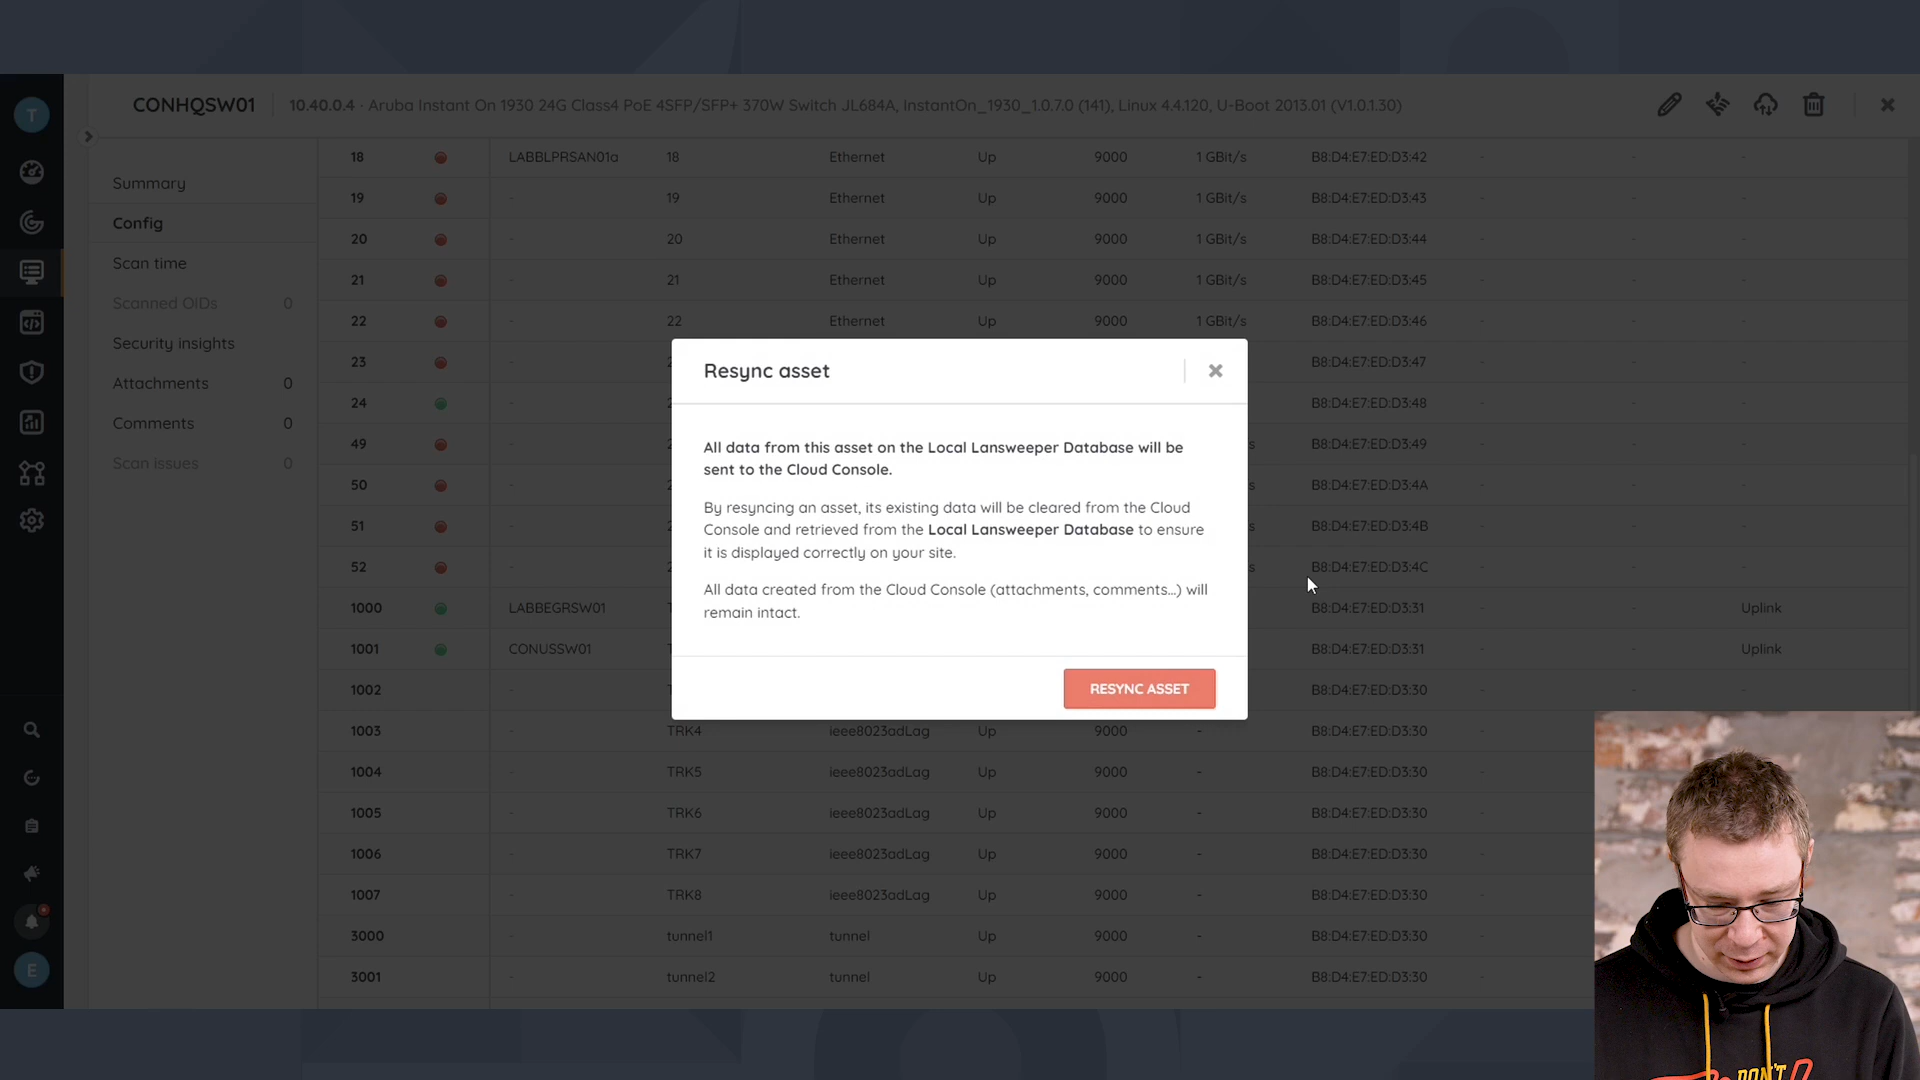 T
CONHQSW01 10.40.0.4 · Aruba Instant On 1930 24G Class4 PoE 4SFP/SFP+ 370W Switch JL684A, InstantOn_1930_1.0.7.0 (141), Linux 4.4.120, U-Boot 2013.01 (V1.0.1.30)
Summary
Config
Scan time
Scanned OIDs 0
Security insights
Attachments 0
Comments 0
Scan Issues 0
18 LABBLPRSAN01a 18 Ethernet Up 9000 1 GBit/s B8:D4:E7:ED:D3:42 - - -
19 - 19 Ethernet Up 9000 1 GBit/s B8:D4:E7:ED:D3:43 - - -
20 - 20 Ethernet Up 9000 1 GBit/s B8:D4:E7:ED:D3:44 - - -
21 - 21 Ethernet Up 9000 1 GBit/s B8:D4:E7:ED:D3:45 - - -
22 - 22 Ethernet Up 9000 1 GBit/s B8:D4:E7:ED:D3:46 - - -
23 - 2 B8:D4:E7:ED:D3:47 - - -
24 - 2 B8:D4:E7:ED:D3:48 - - -
49 - 2 s B8:D4:E7:ED:D3:49 - - -
50 - 2 s B8:D4:E7:ED:D3:4A - - -
51 - 2 s B8:D4:E7:ED:D3:4B - - -
52 - 2 s B8:D4:E7:ED:D3:4C - - -
1000 LABBEGRSW01 T B8:D4:E7:ED:D3:31 - - Uplink
1001 CONUSSW01 T B8:D4:E7:ED:D3:31 - - Uplink
1002 - T B8:D4:E7:ED:D3:30 - - -
1003 - TRK4 ieee8023adLag Up 9000 - B8:D4:E7:ED:D3:30
1004 - TRK5 ieee8023adLag Up 9000 - B8:D4:E7:ED:D3:30
1005 - TRK6 ieee8023adLag Up 9000 - B8:D4:E7:ED:D3:30
1006 - TRK7 ieee8023adLag Up 9000 - B8:D4:E7:ED:D3:30
1007 - TRK8 ieee8023adLag Up 9000 - B8:D4:E7:ED:D3:30
3000 - tunnel1 tunnel Up 9000 - B8:D4:E7:ED:D3:30
3001 - tunnel2 tunnel Up 9000 - B8:D4:E7:ED:D3:30
Resync asset
All data from this asset on the Local Lansweeper Database will be
sent to the Cloud Console.
By resyncing an asset, its existing data will be cleared from the Cloud
Console and retrieved from the Local Lansweeper Database to ensure
it is displayed correctly on your site.
All data created from the Cloud Console (attachments, comments...) will
remain intact.
RESYNC ASSET
E
DON'T